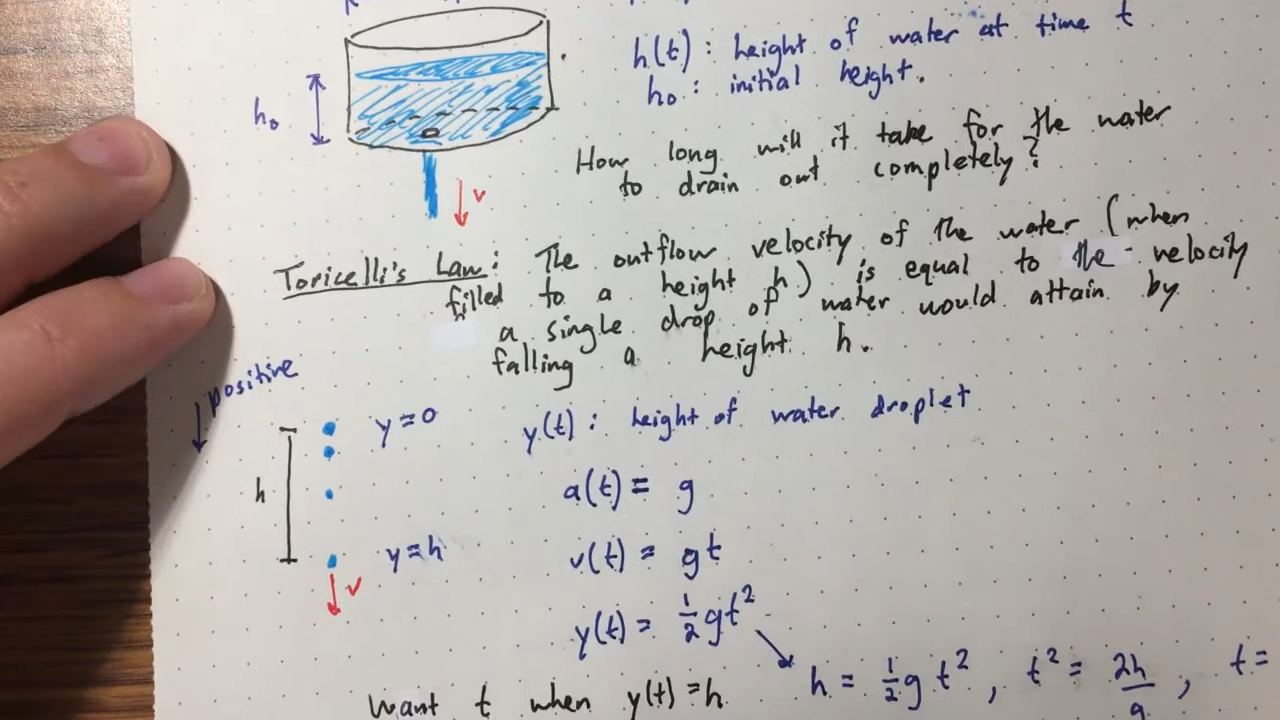 h(t) : height of water at time t
h₀ : initial height.
h₀
How long will it take for the water
to drain out completely?
v
Toricelli's Law: The outflow velocity of the water (when
filled to a height h) is equal to the velocity
a single drop of water would attain by
falling a height h.
positive
y=0
y(t) : height of water droplet
h
a(t) = g
y=h
v(t) = gt
v
y(t) = ½gt²
h = ½g t², t² = 2h/g, t=
Want t when y(t)=h